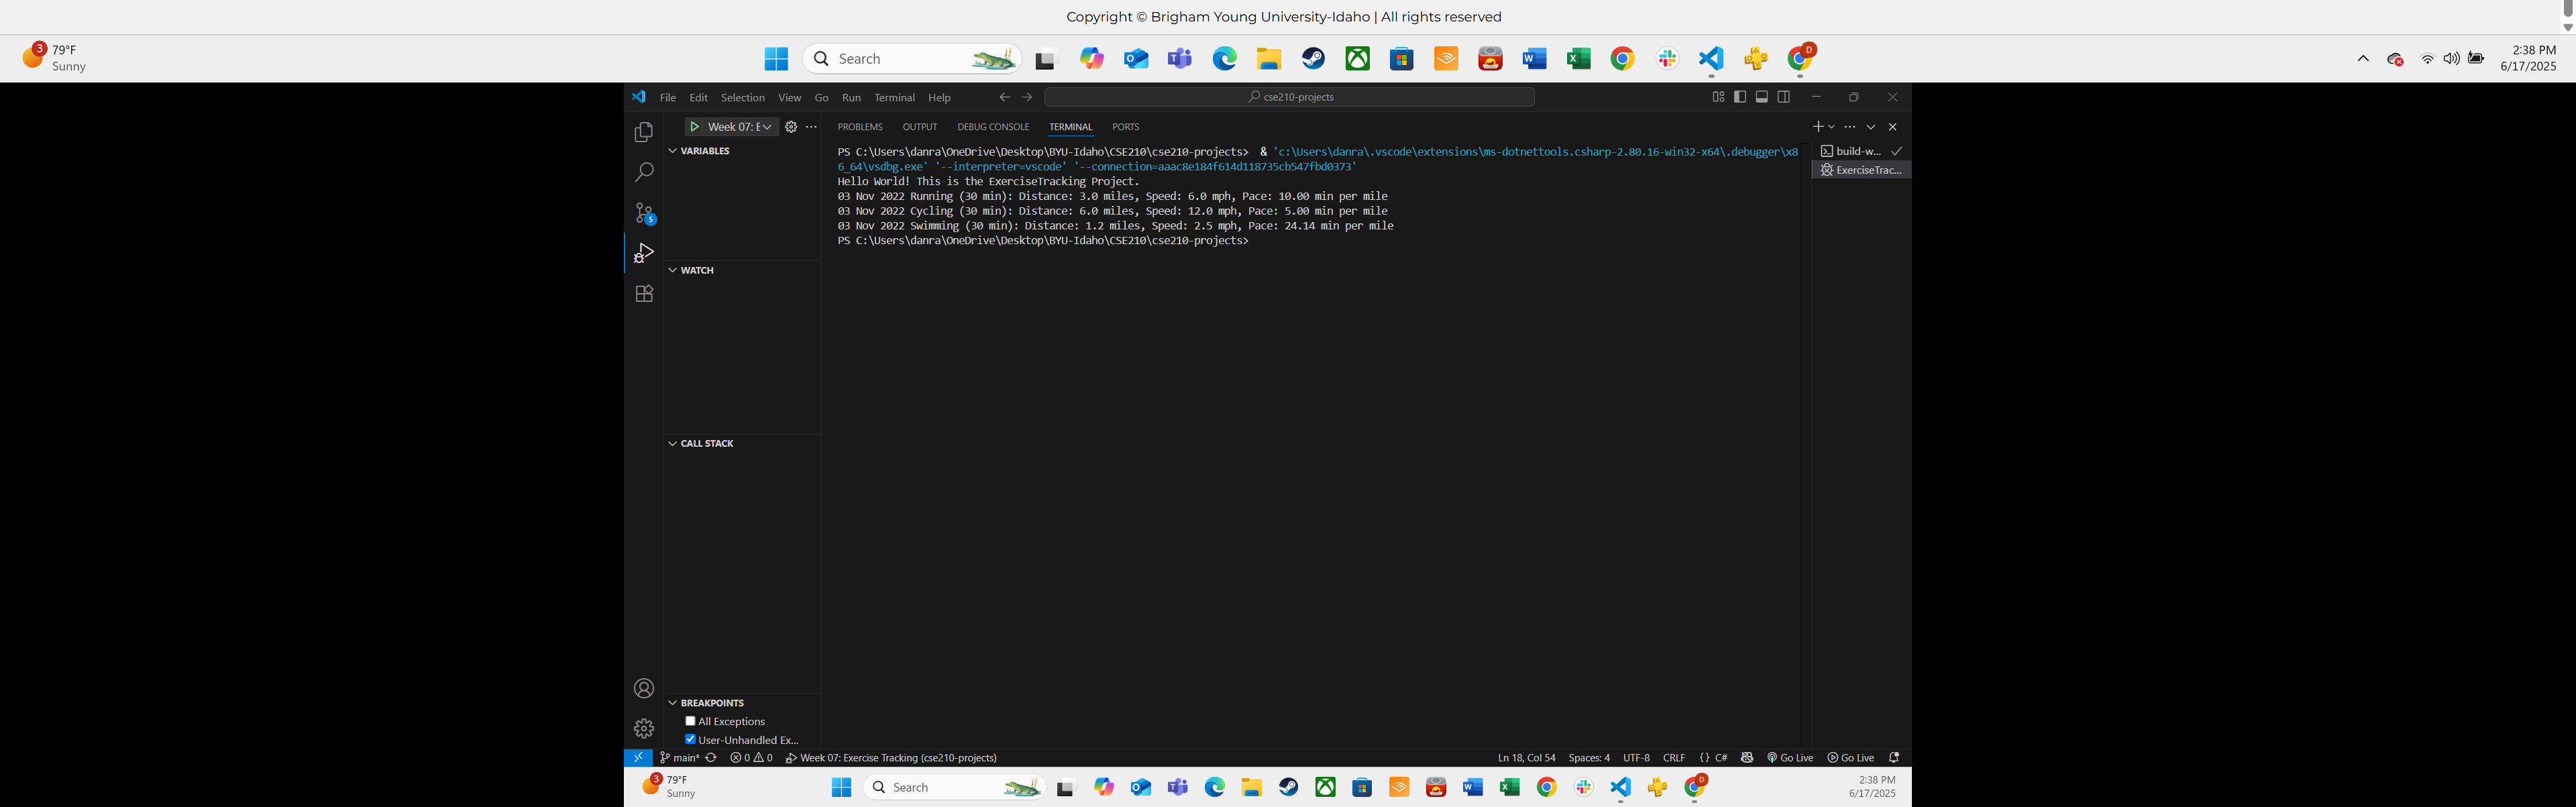 Copyright © Brigham Young University-Idaho | All rights reserved
3
79°F
Sunny
Search
D
2:38 PM
6/17/2025
File Edit Selection View Go Run Terminal Help
cse210-projects
Week 07: E
PROBLEMS OUTPUT DEBUG CONSOLE TERMINAL PORTS
VARIABLES
PS C:\Users\danra\OneDrive\Desktop\BYU-Idaho\CSE210\cse210-projects> & 'c:\Users\danra\.vscode\extensions\ms-dotnettools.csharp-2.80.16-win32-x64\.debugger\x8
6_64\vsdbg.exe' '--interpreter=vscode' '--connection=aaac8e184f614d118735cb547fbd0373'
Hello World! This is the ExerciseTracking Project.
03 Nov 2022 Running (30 min): Distance: 3.0 miles, Speed: 6.0 mph, Pace: 10.00 min per mile
03 Nov 2022 Cycling (30 min): Distance: 6.0 miles, Speed: 12.0 mph, Pace: 5.00 min per mile
03 Nov 2022 Swimming (30 min): Distance: 1.2 miles, Speed: 2.5 mph, Pace: 24.14 min per mile
PS C:\Users\danra\OneDrive\Desktop\BYU-Idaho\CSE210\cse210-projects>
build-w...
ExerciseTrac...
5
WATCH
CALL STACK
BREAKPOINTS
All Exceptions
User-Unhandled Ex...
main* 0 0 Week 07: Exercise Tracking (cse210-projects)
Ln 18, Col 54 Spaces: 4 UTF-8 CRLF {} C# Go Live Go Live
3
79°F
Sunny
Search
D
2:38 PM
6/17/2025